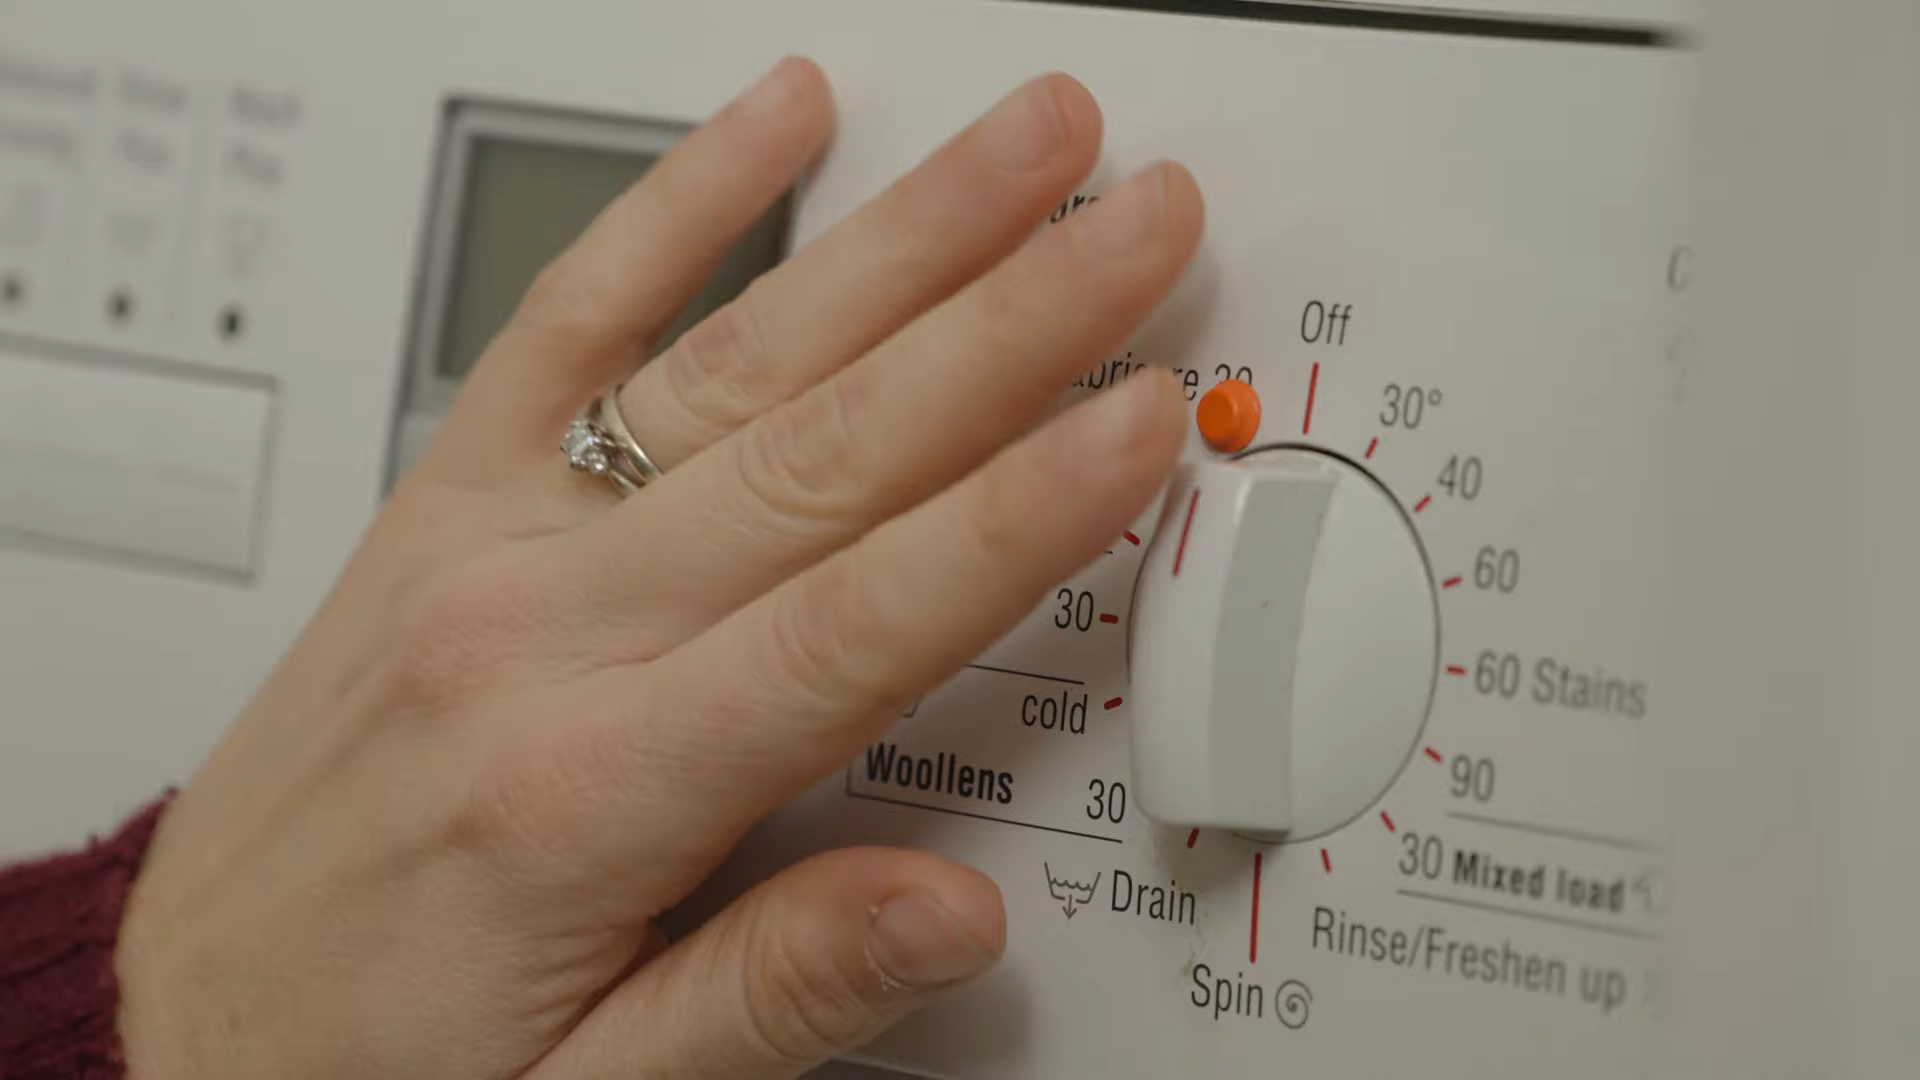 Off
30°
40
60
60 Stains
90
30 Mixed load
Rinse/Freshen up
Spin
Drain
Woollens 30
cold
30